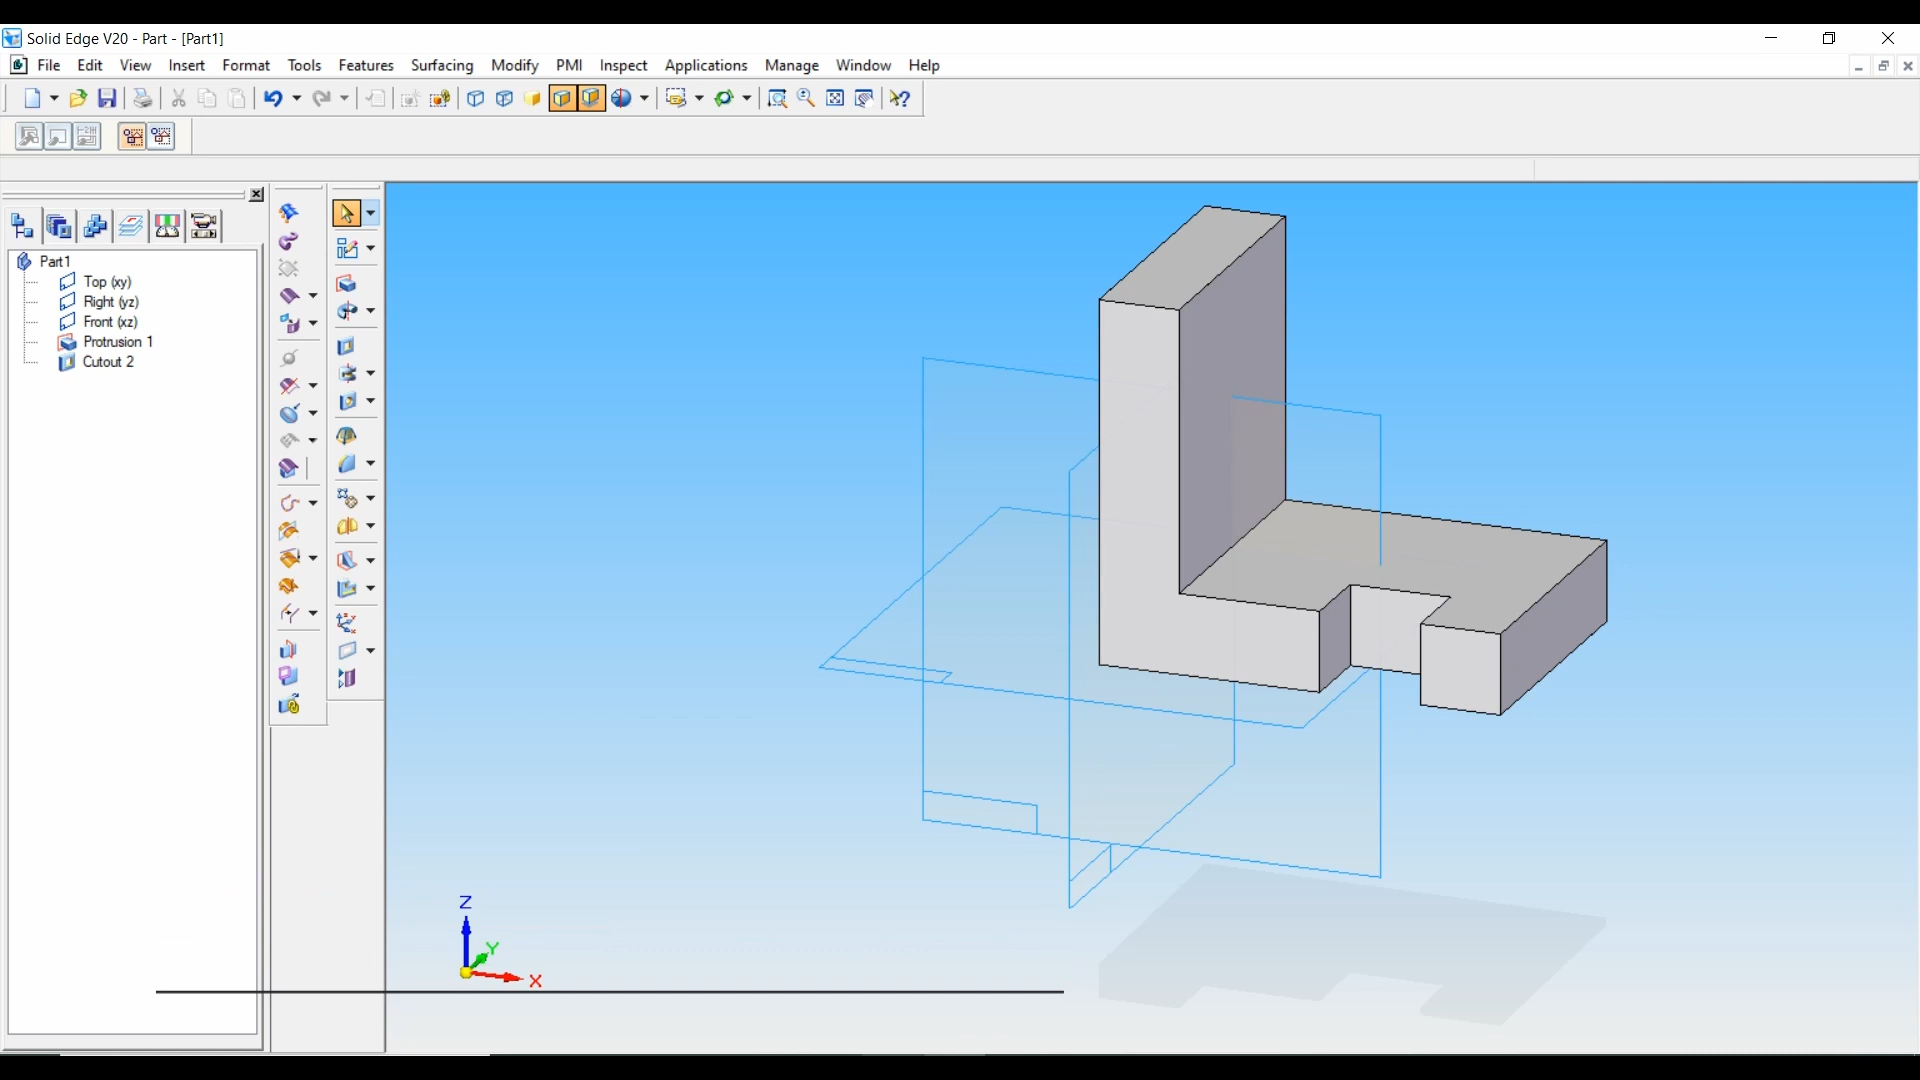 Solid Edge V20 - Part - [Part1]
File Edit View Insert Format Tools Features Surfacing Modify PMI Inspect Applications Manage Window Help
Part1
Top (xy)
Right (yz)
Front (xz)
Protrusion 1
Cutout 2
Z
Y
X